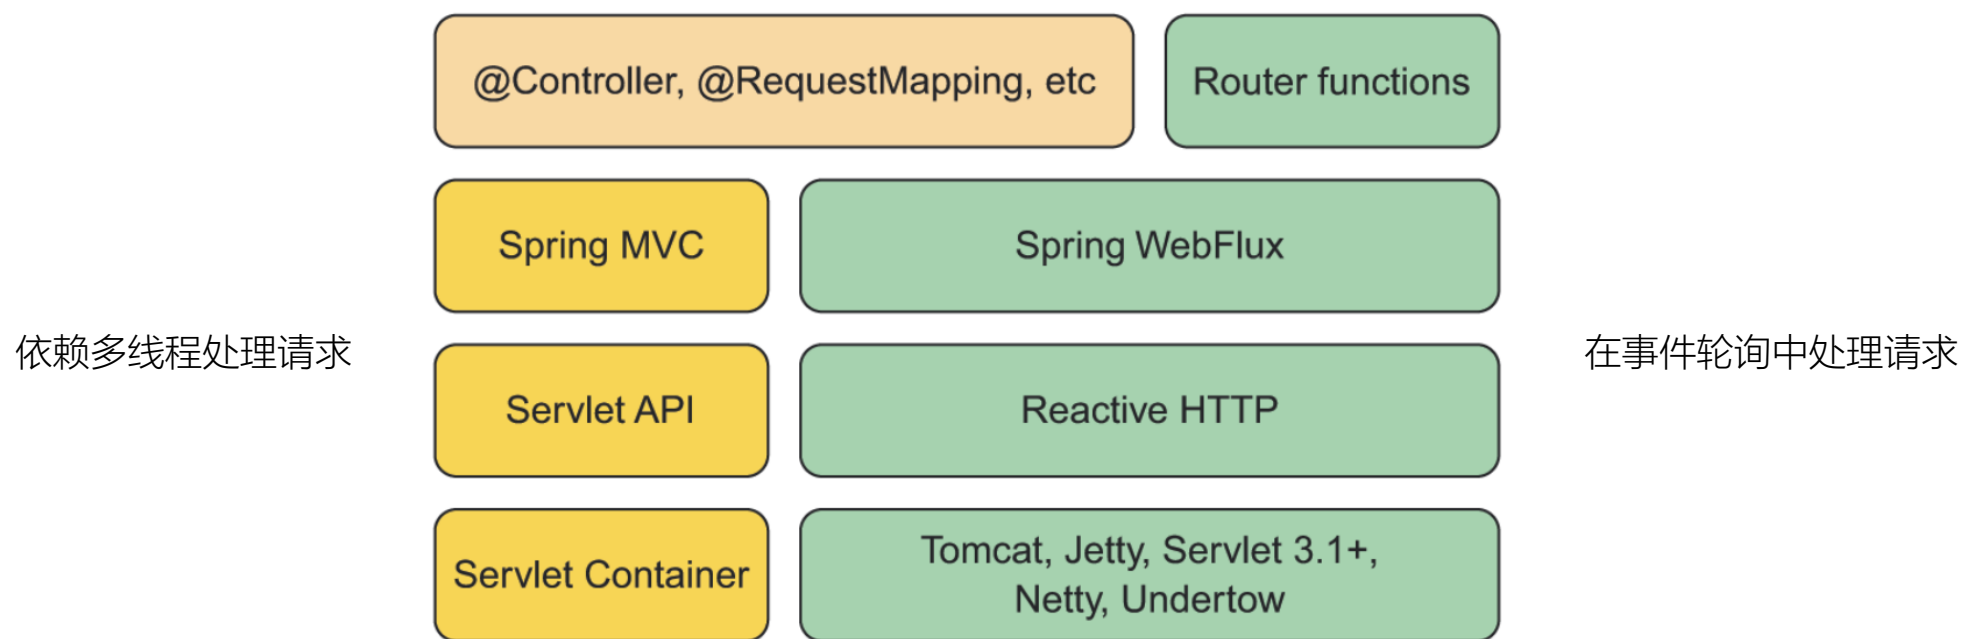 @Controller, @RequestMapping, etc
Router functions
Spring MVC
Spring WebFlux
依赖多线程处理请求
在事件轮询中处理请求
Servlet API
Reactive HTTP
Servlet Container
Tomcat, Jetty, Servlet 3.1+,
Netty, Undertow